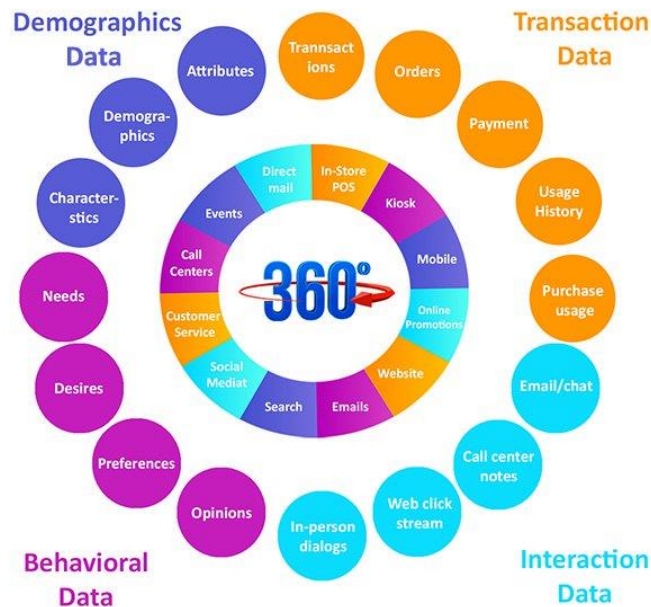 Demographics
Data
Transaction
Data
Attributes
Trannsact
ions
Orders
Payment
Usage
History
Purchase
usage
Email/chat
Call center
notes
Web click
stream
In-person
dialogs
Opinions
Preferences
Desires
Needs
Character-
stics
Demogra-
phics
Direct
mail
In-Store
POS
Kiosk
Mobile
Online
Promotions
Website
Emails
Search
Social
Mediat
Customer
Service
Call
Centers
Events
360°
Behavioral
Data
Interaction
Data